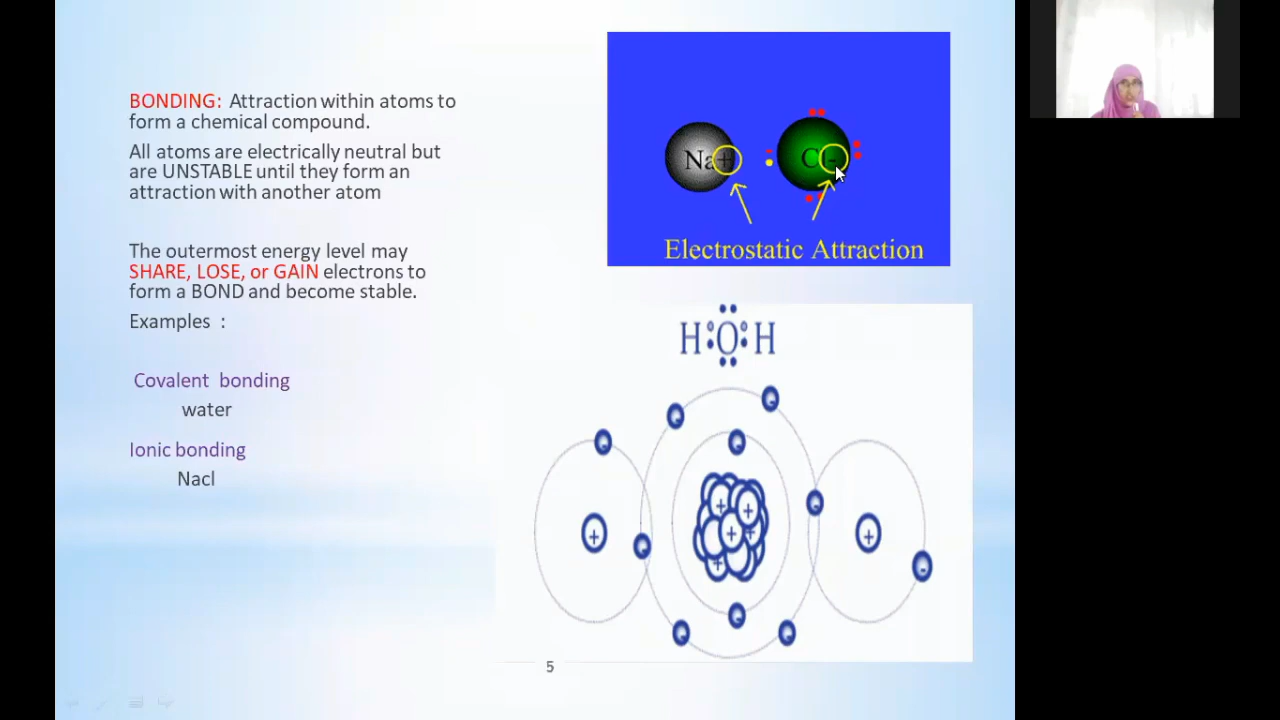 BONDING: Attraction within atoms to
form a chemical compound.
All atoms are electrically neutral but
are UNSTABLE until they form an
attraction with another atom
The outermost energy level may
SHARE, LOSE, or GAIN electrons to
form a BOND and become stable.
Examples :
Covalent bonding
water
Ionic bonding
Nacl
Na+ Cl-
Electrostatic Attraction
H O H
5